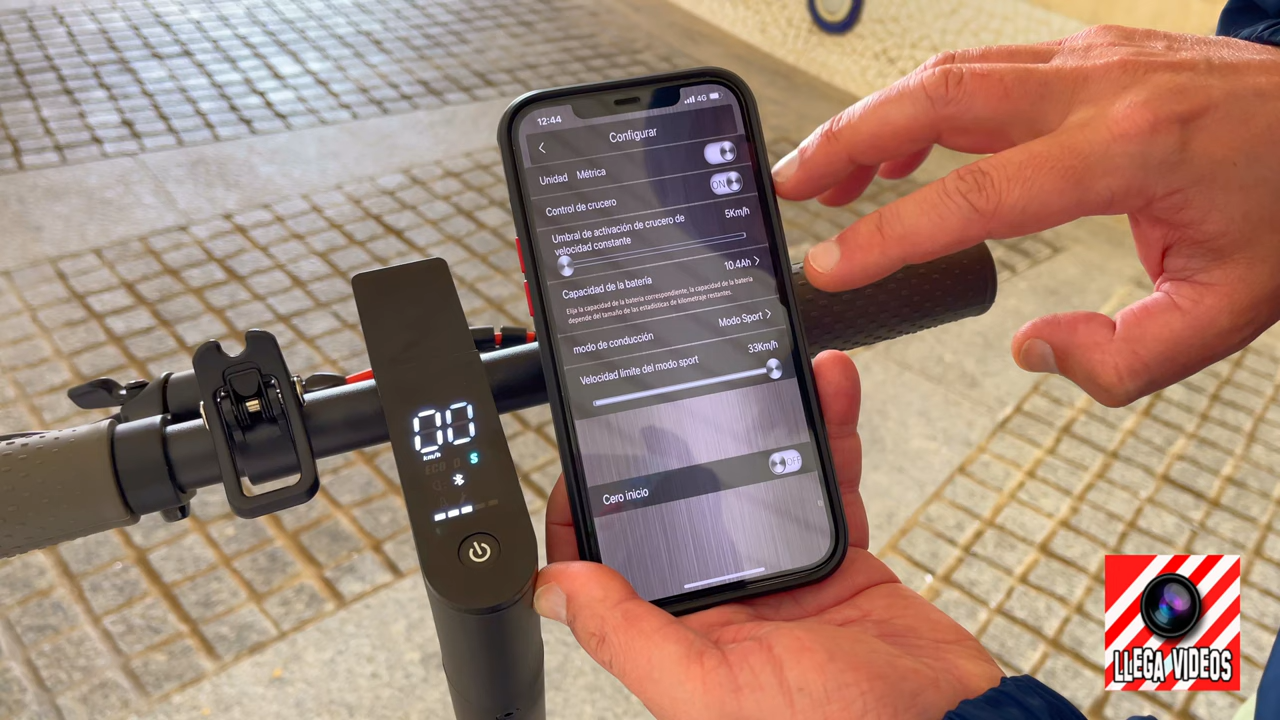 12:44
4G
Configurar
Unidad Métrica
Control de crucero
ON
Umbral de activación de crucero de
velocidad constante
5Km/h
Capacidad de la batería
10.4Ah
Elija la capacidad de la batería correspondiente, la capacidad de la batería
depende del tamaño de las estadísticas de kilometraje restantes.
modo de conducción
Modo Sport
Velocidad límite del modo sport
33Km/h
Cero inicio
OFF
00
km/h
ECO D S
LLEGA VIDEOS